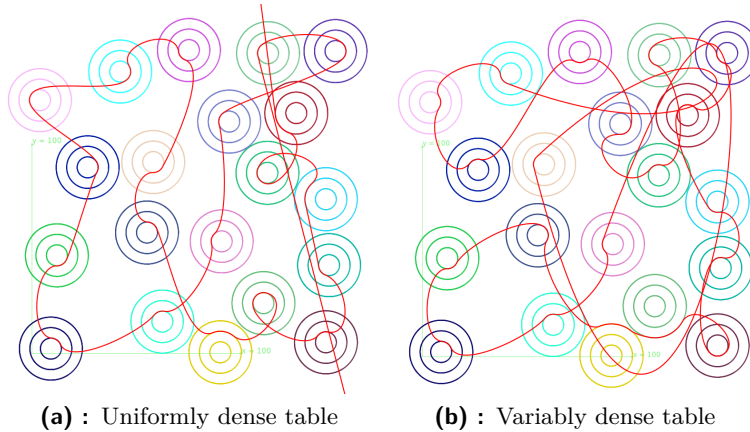 y = 100
y = 100
x = 100
x = 100
(a) : Uniformly dense table
(b) : Variably dense table